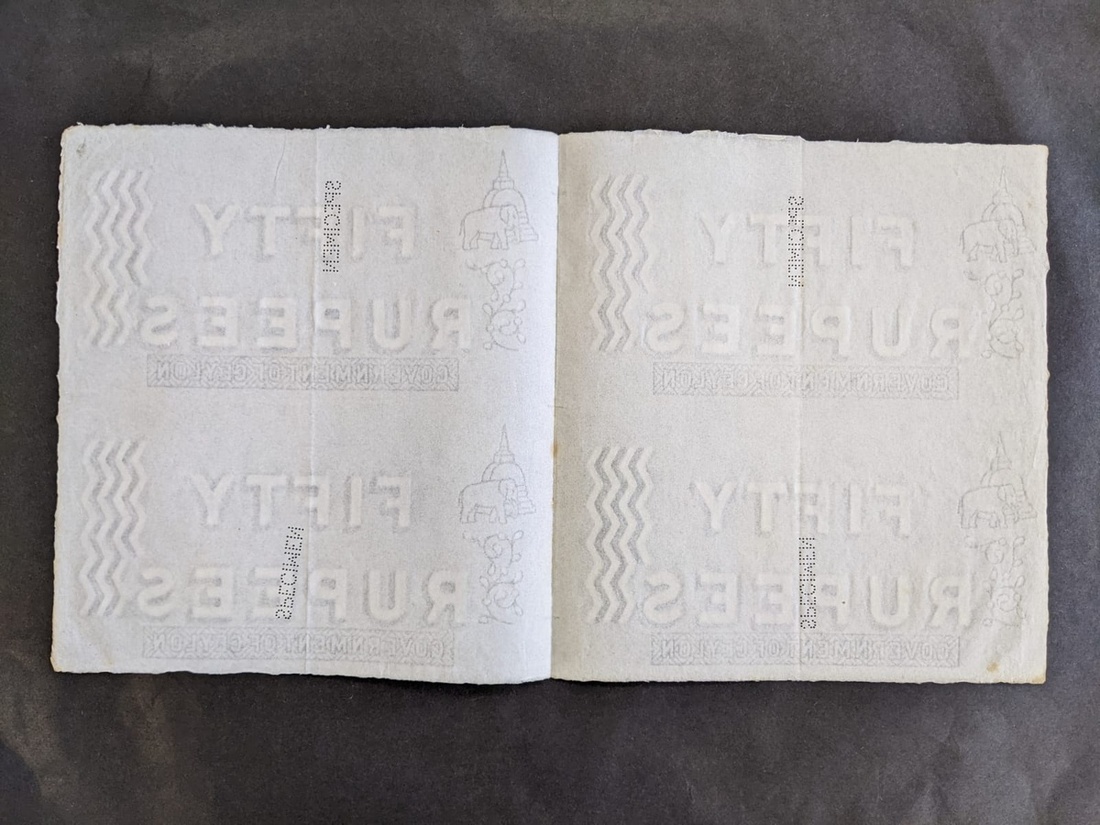 FIFTY
RUPEES
GOVERNMENT OF CEYLON
SPECIMEN
FIFTY
RUPEES
GOVERNMENT OF CEYLON
SPECIMEN
FIFTY
RUPEES
GOVERNMENT OF CEYLON
SPECIMEN
FIFTY
RUPEES
GOVERNMENT OF CEYLON
SPECIMEN